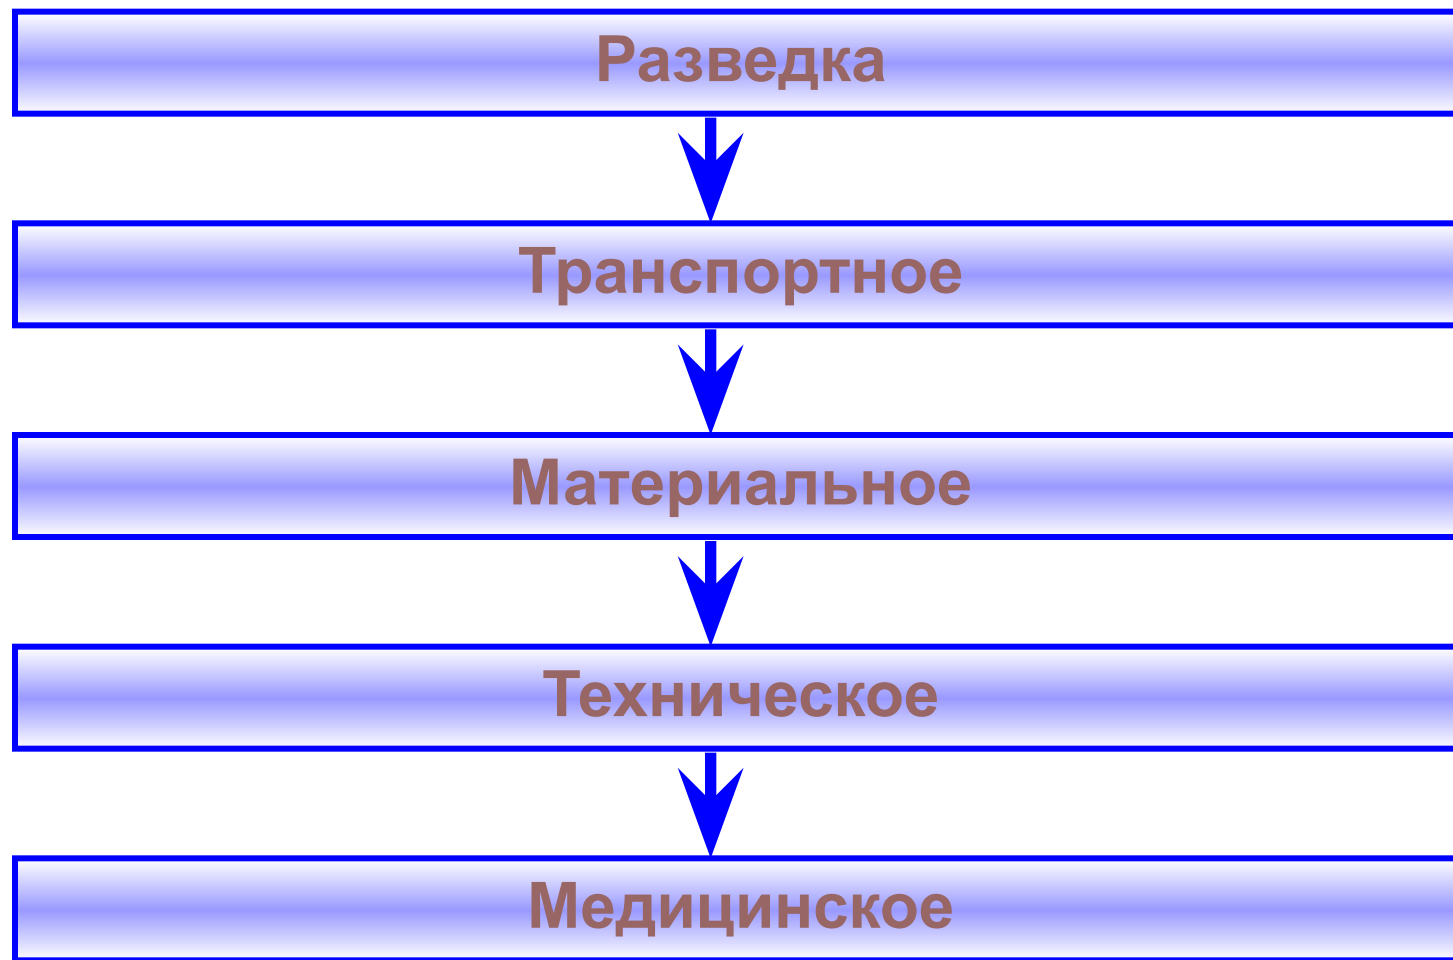 Разведка
Транспортное
Материальное
Техническое
Медицинское